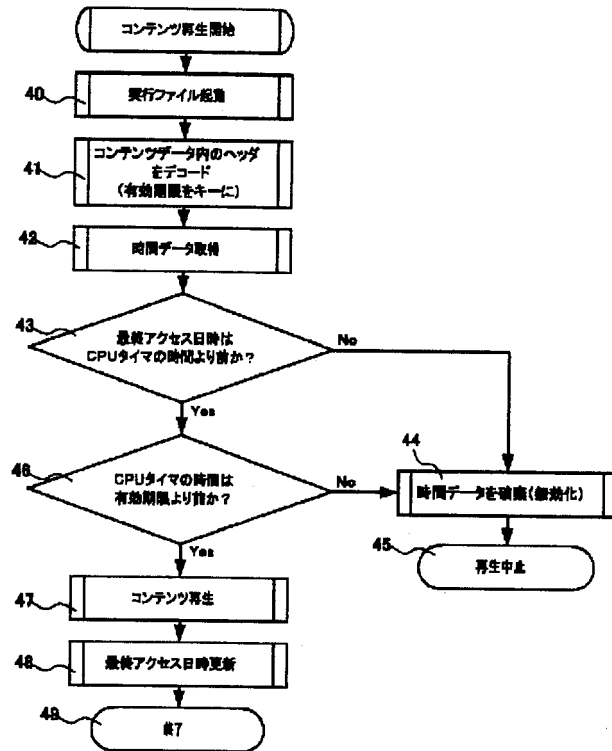 コンテンツ再生開始
40
実行ファイル起動
41
コンテンツデータ内のヘッダ
をデコード
(有効期限をキーに)
42
時間データ取得
43
最終アクセス日時は
CPUタイマの時間より前か?
No
Yes
46
CPUタイマの時間は
有効期限より前か?
No
Yes
44
時間データを破棄(無効化)
45
再生中止
47
コンテンツ再生
48
最終アクセス日時更新
49
終了